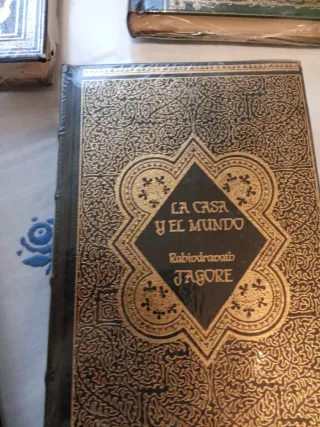 LA CASA
Y EL MUNDO
Rabindranath
TAGORE